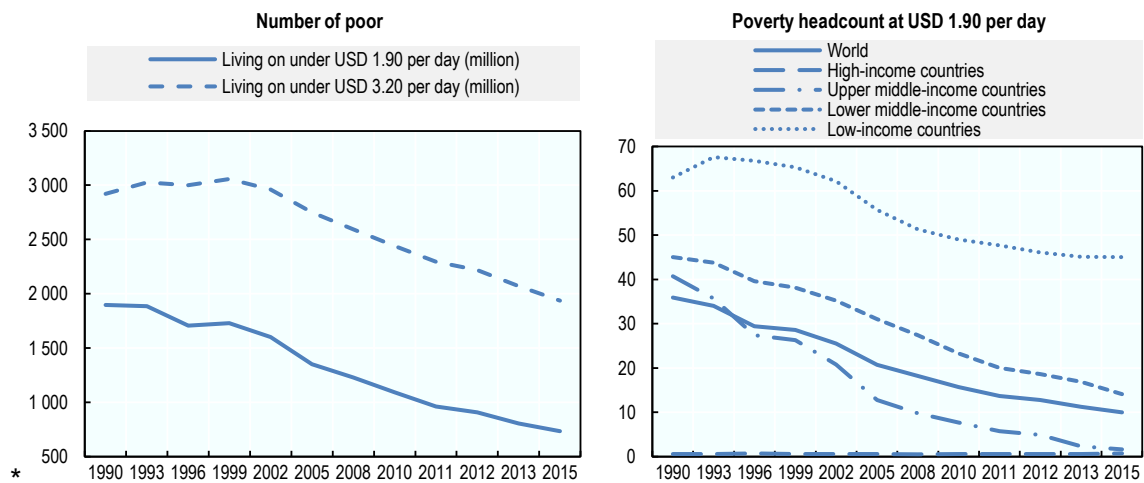 Number of poor
Living on under USD 1.90 per day (million)
Living on under USD 3.20 per day (million)
3 500
3 000
2 500
2 000
1 500
1 000
500
1990 1993 1996 1999 2002 2005 2008 2010 2011 2012 2013 2015
Poverty headcount at USD 1.90 per day
World
High-income countries
Upper middle-income countries
Lower middle-income countries
Low-income countries
70
60
50
40
30
20
10
0
1990 1993 1996 1999 2002 2005 2008 2010 2011 2012 2013 2015
*